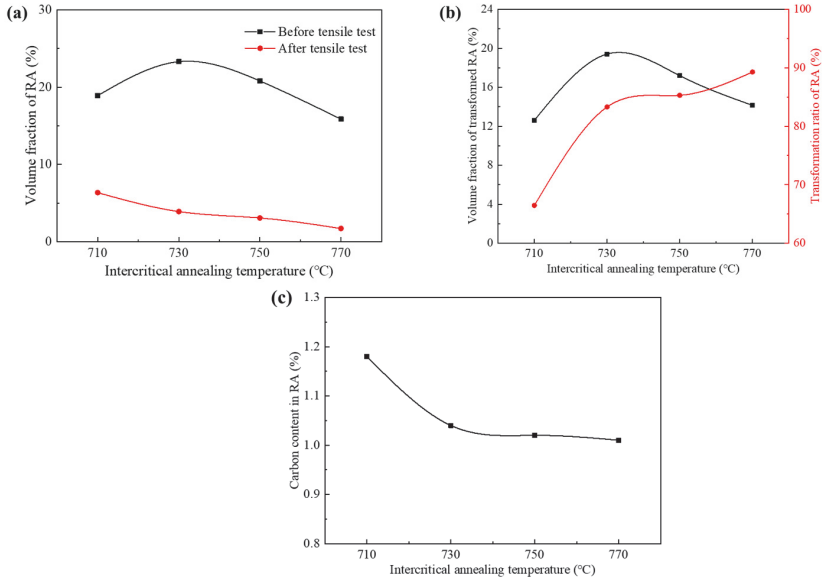 (a)
Volume fraction of RA (%)
30
20
10
0
Before tensile test
After tensile test
710 730 750 770
Intercritical annealing temperature (°C)
(b)
Volume fraction of transformed RA (%)
24
20
16
12
8
4
0
100
90
80
70
60
Transformation ratio of RA (%)
710 730 750 770
Intercritical annealing temperature (°C)
(c)
Carbon content in RA (%)
1.3
1.2
1.1
1.0
0.9
0.8
710 730 750 770
Intercritical annealing temperature (°C)